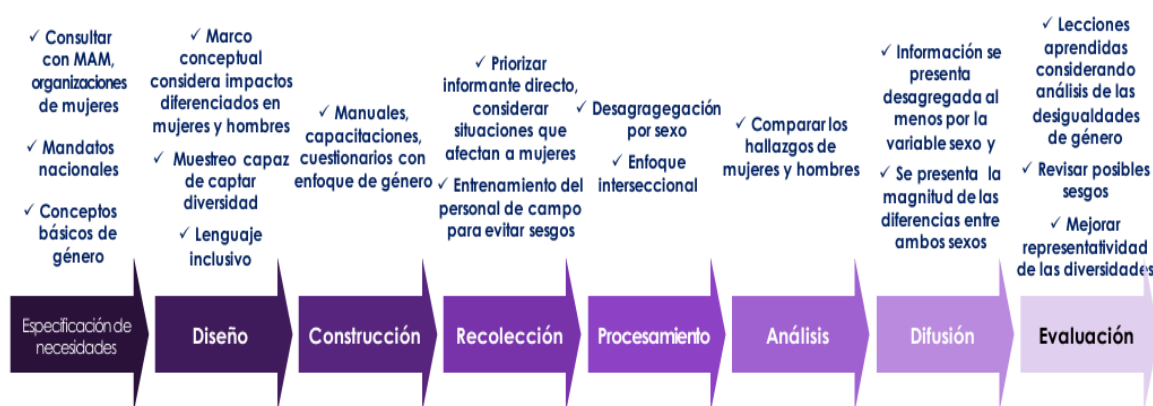 ✓ Consultar
con MAM,
organizaciones
de mujeres
✓ Mandatos
nacionales
✓ Conceptos
básicos de
género
✓ Marco
conceptual
considera impactos
diferenciados en
mujeres y hombres
✓ Muestreo capaz
de captar
diversidad
✓ Lenguaje
inclusivo
✓ Manuales,
capacitaciones,
cuestionarios con
enfoque de género
✓ Priorizar
informante directo,
considerar
situaciones que
afectan a mujeres
✓ Entrenamiento del
personal de campo
para evitar sesgos
✓ Desagragegación
por sexo
✓ Enfoque
interseccional
✓ Comparar los
hallazgos de
mujeres y hombres
✓ Información se
presenta
desagregada al
menos por la
variable sexo y
✓ Se presenta la
magnitud de las
diferencias entre
ambos sexos
✓ Lecciones
aprendidas
considerando
análisis de las
desigualdades
de género
✓ Revisar posibles
sesgos
✓ Mejorar
representatividad
de las diversidades
Especificación de
necesidades
Diseño
Construcción
Recolección
Procesamiento
Análisis
Difusión
Evaluación